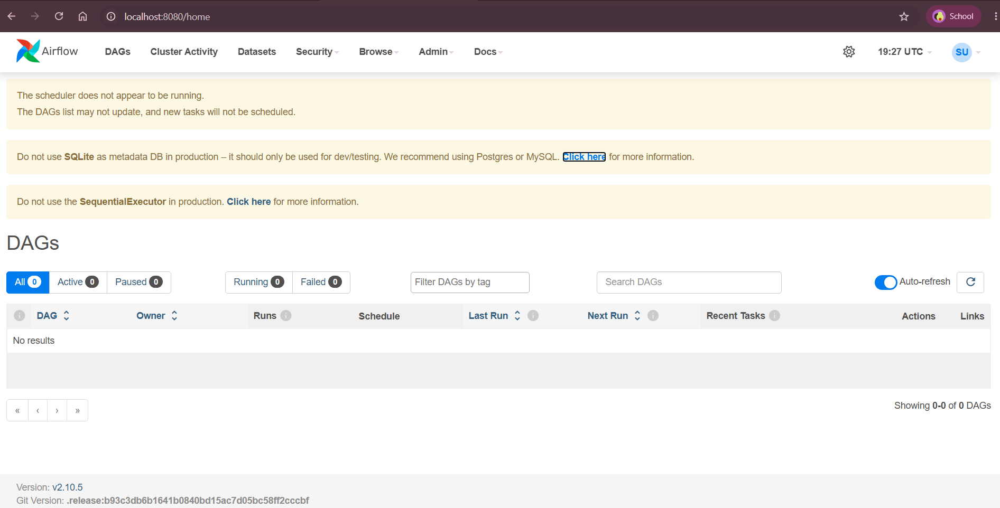 localhost:8080/home
School
Airflow
DAGs Cluster Activity Datasets Security Browse Admin Docs 19:27 UTC SU
The scheduler does not appear to be running.
The DAGs list may not update, and new tasks will not be scheduled.
Do not use SQLite as metadata DB in production – it should only be used for dev/testing. We recommend using Postgres or MySQL. Click here for more information.
Do not use the SequentialExecutor in production. Click here for more information.
DAGs
All 0 Active 0 Paused 0 Running 0 Failed 0 Filter DAGs by tag Search DAGs Auto-refresh
DAG Owner Runs Schedule Last Run Next Run Recent Tasks Actions Links
No results
« ‹ › »
Showing 0-0 of 0 DAGs
Version: v2.10.5
Git Version: .release:b93c3db6b1641b0840bd15ac7d05bc58ff2cccbf